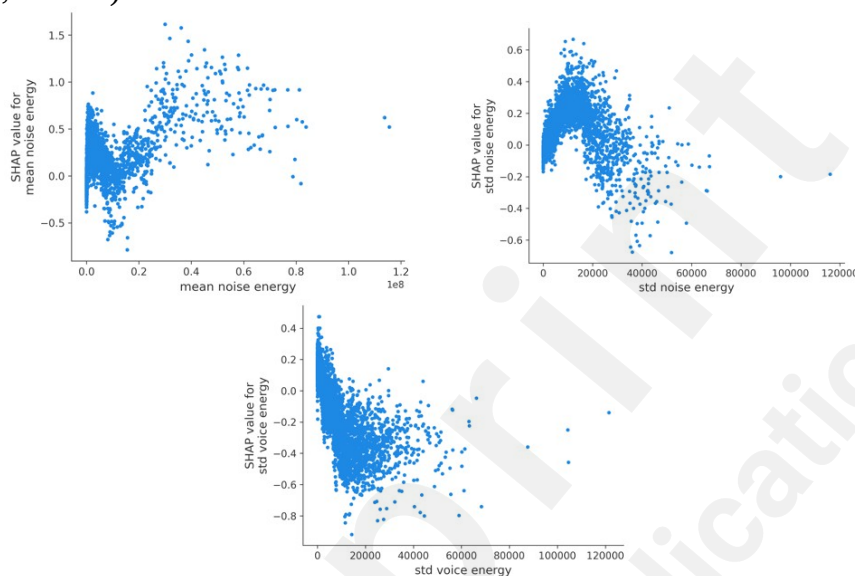 1.5
1.0
0.5
0.0
−0.5
SHAP value for
mean noise energy
0.0 0.2 0.4 0.6 0.8 1.0 1.2
1e8
mean noise energy
0.6
0.4
0.2
0.0
−0.2
−0.4
−0.6
SHAP value for
std noise energy
0 20000 40000 60000 80000 100000 120000
std noise energy
0.4
0.2
0.0
−0.2
−0.4
−0.6
−0.8
SHAP value for
std voice energy
0 20000 40000 60000 80000 100000 120000
std voice energy
print